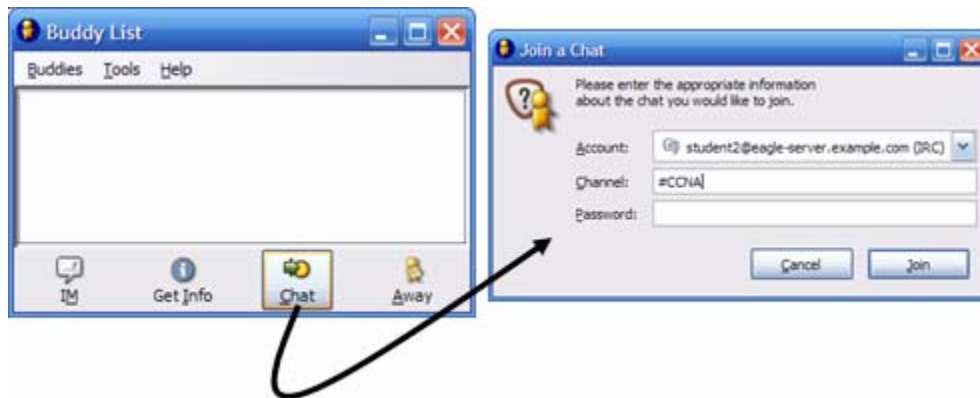 Buddy List
Buddies Tools Help
IM Get Info Chat Away
Join a Chat
Please enter the appropriate information
about the chat you would like to join.
Account: student2@eagle-server.example.com (IRC)
Channel: #CCNA
Password:
Cancel Join